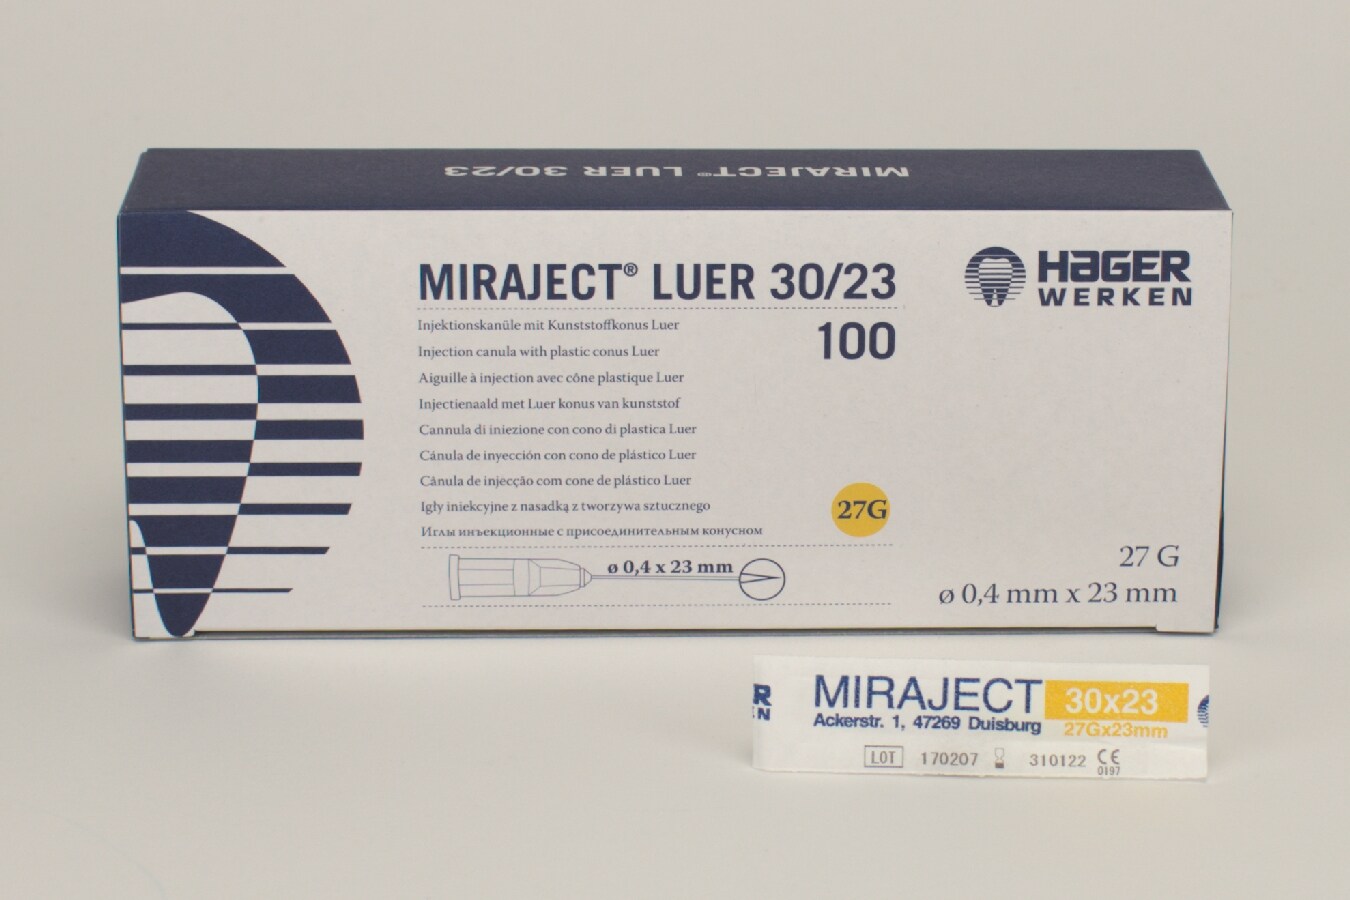 MIRAJECT® LUER 30/23
MIRAJECT® LUER 30/23
100
HAGER
WERKEN
Injektionskanüle mit Kunststoffkonus Luer
Injection canula with plastic conus Luer
Aiguille à injection avec cône plastique Luer
Injectienaald met Luer konus van kunststof
Cannula di iniezione con cono di plastica Luer
Cánula de inyección con cono de plástico Luer
Cânula de injecção com cone de plástico Luer
Igły iniekcyjne z nasadką z tworzywa sztucznego
Иглы инъекционные с присоединительным конусном
27G
ø 0,4 x 23 mm
27 G
ø 0,4 mm x 23 mm
R
EN
MIRAJECT 30x23
Ackerstr. 1, 47269 Duisburg 27Gx23mm
LOT 170207 310122 CE
0197